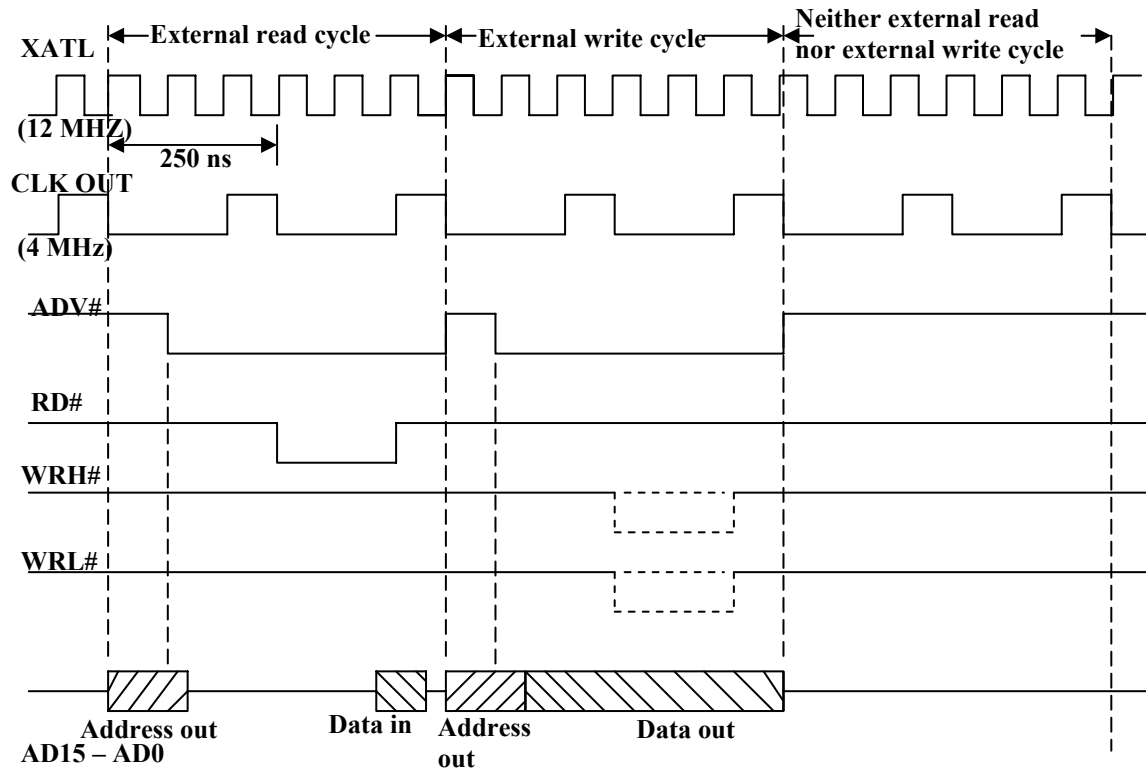 External read cycle
External write cycle
Neither external read
nor external write cycle
XATL
(12 MHZ)
250 ns
CLK OUT
(4 MHz)
ADV#
RD#
WRH#
WRL#
Address out
Data in
Address
out
Data out
AD15 – AD0